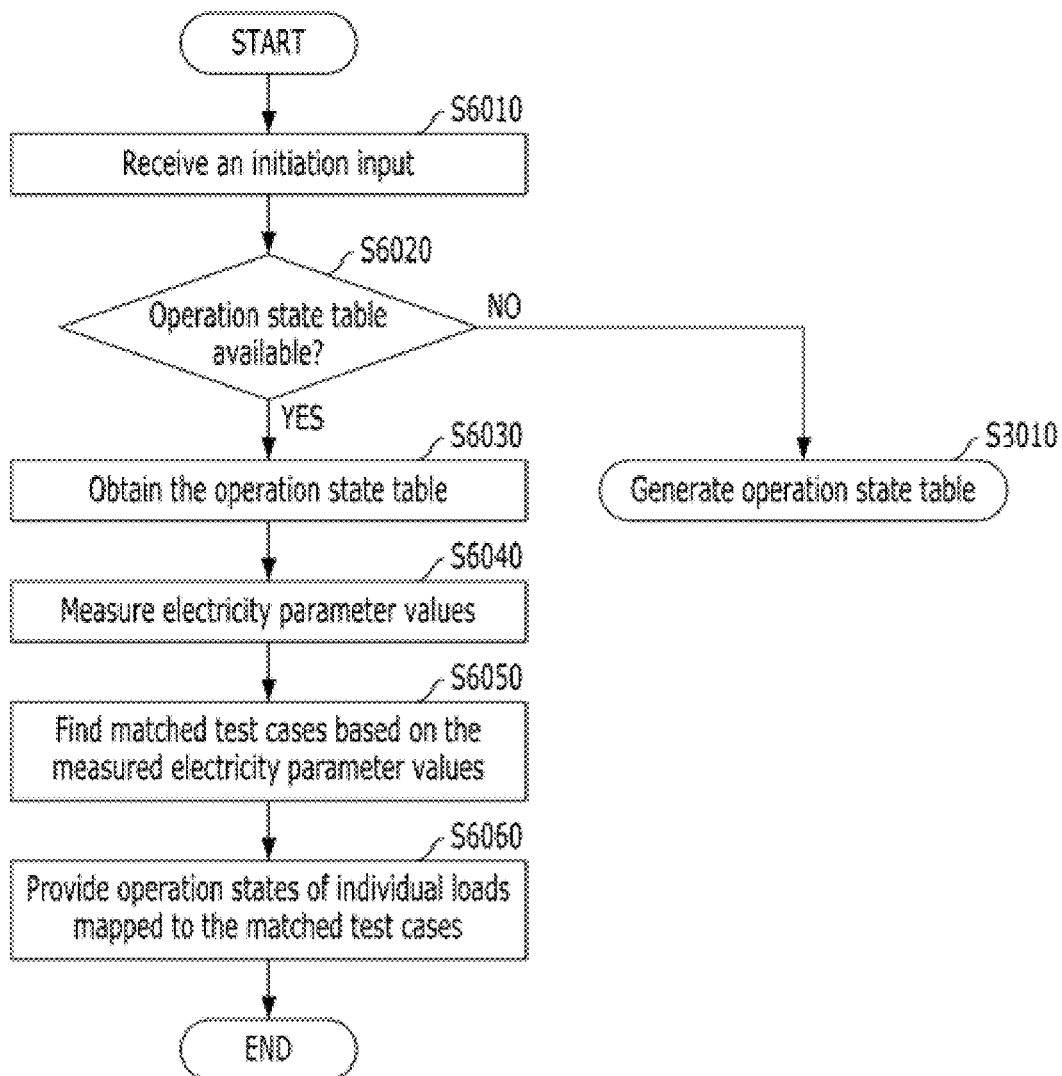 START
S6010
Receive an initiation input
S6020
Operation state table
available?
NO
YES
S6030
Obtain the operation state table
S3010
Generate operation state table
S6040
Measure electricity parameter values
S6050
Find matched test cases based on the
measured electricity parameter values
S6060
Provide operation states of individual loads
mapped to the matched test cases
END